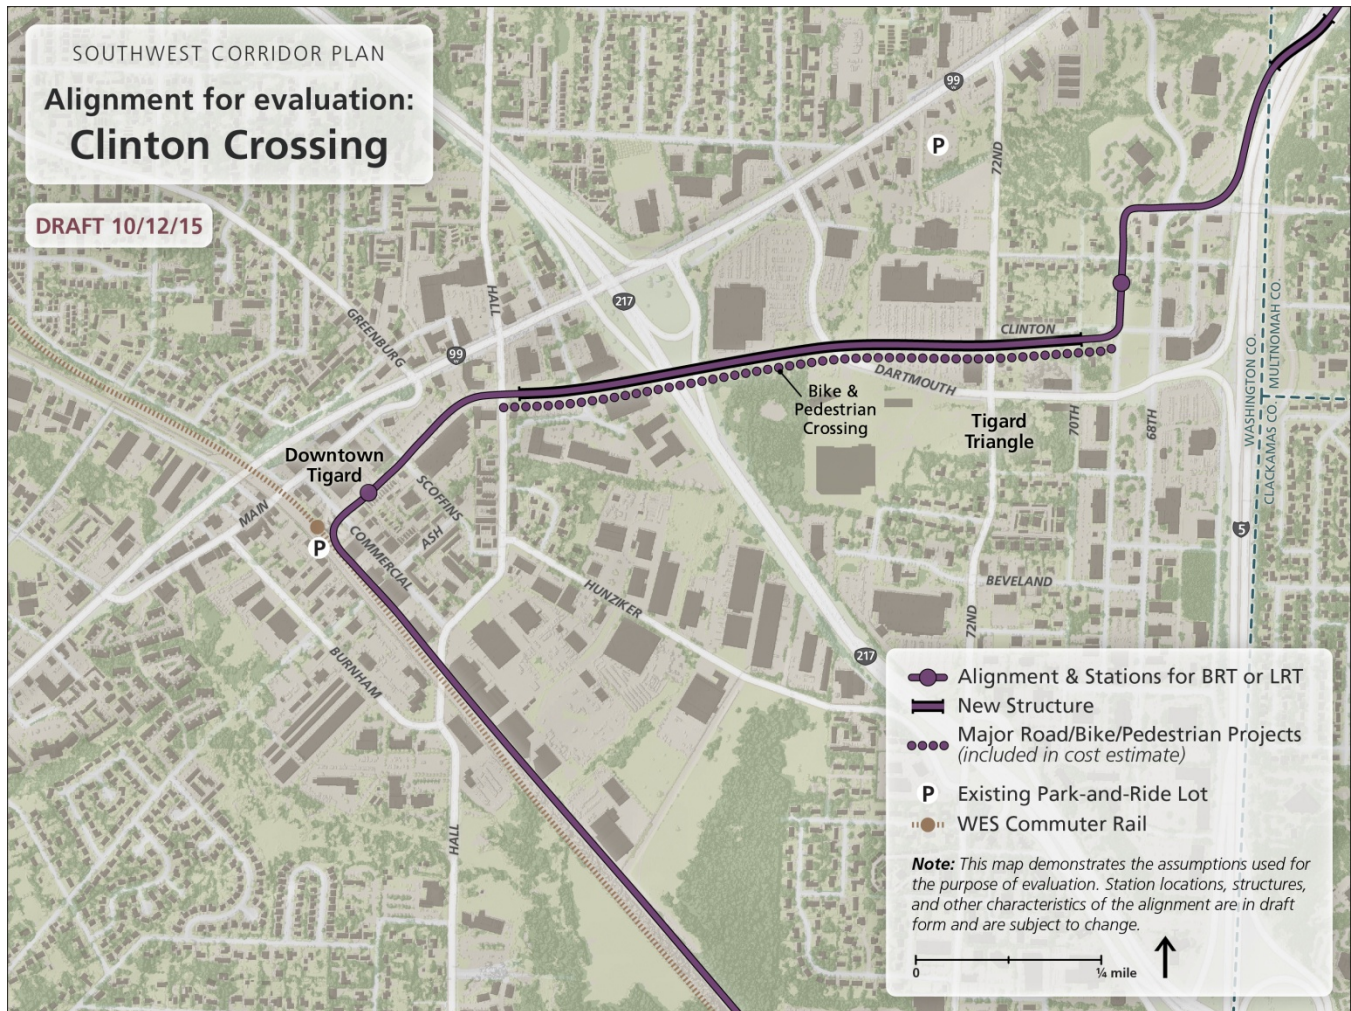 SOUTHWEST CORRIDOR PLAN
Alignment for evaluation:
Clinton Crossing
DRAFT 10/12/15
99
W
P
72ND
HALL
217
GREENBURG
99
W
CLINTON
DARTMOUTH
Bike &
Pedestrian
Crossing
Tigard
Triangle
70TH
68TH
WASHINGTON CO.
MULTNOMAH CO.
CLACKAMAS CO.
Downtown
Tigard
SCOFFINS
MAIN
ASH
P
COMMERCIAL
5
HUNZIKER
BEVELAND
72ND
217
BURNHAM
HALL
Alignment & Stations for BRT or LRT
New Structure
Major Road/Bike/Pedestrian Projects
(included in cost estimate)
P Existing Park-and-Ride Lot
WES Commuter Rail
Note: This map demonstrates the assumptions used for
the purpose of evaluation. Station locations, structures,
and other characteristics of the alignment are in draft
form and are subject to change.
0 ¼ mile